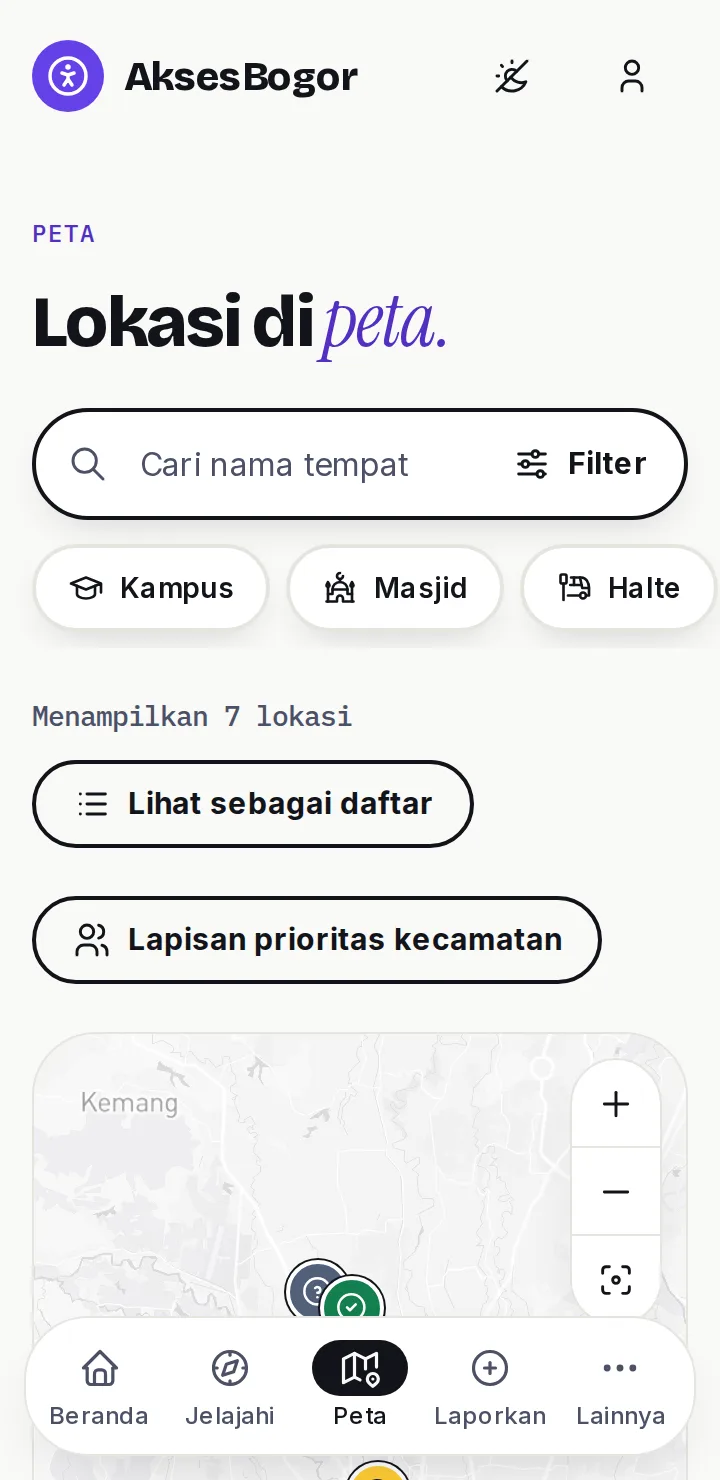 AksesBogor
PETA
Lokasi di peta.
Cari nama tempat
Filter
Kampus
Masjid
Halte
Menampilkan 7 lokasi
Lihat sebagai daftar
Lapisan prioritas kecamatan
Kemang
Beranda
Jelajahi
Peta
Laporkan
Lainnya